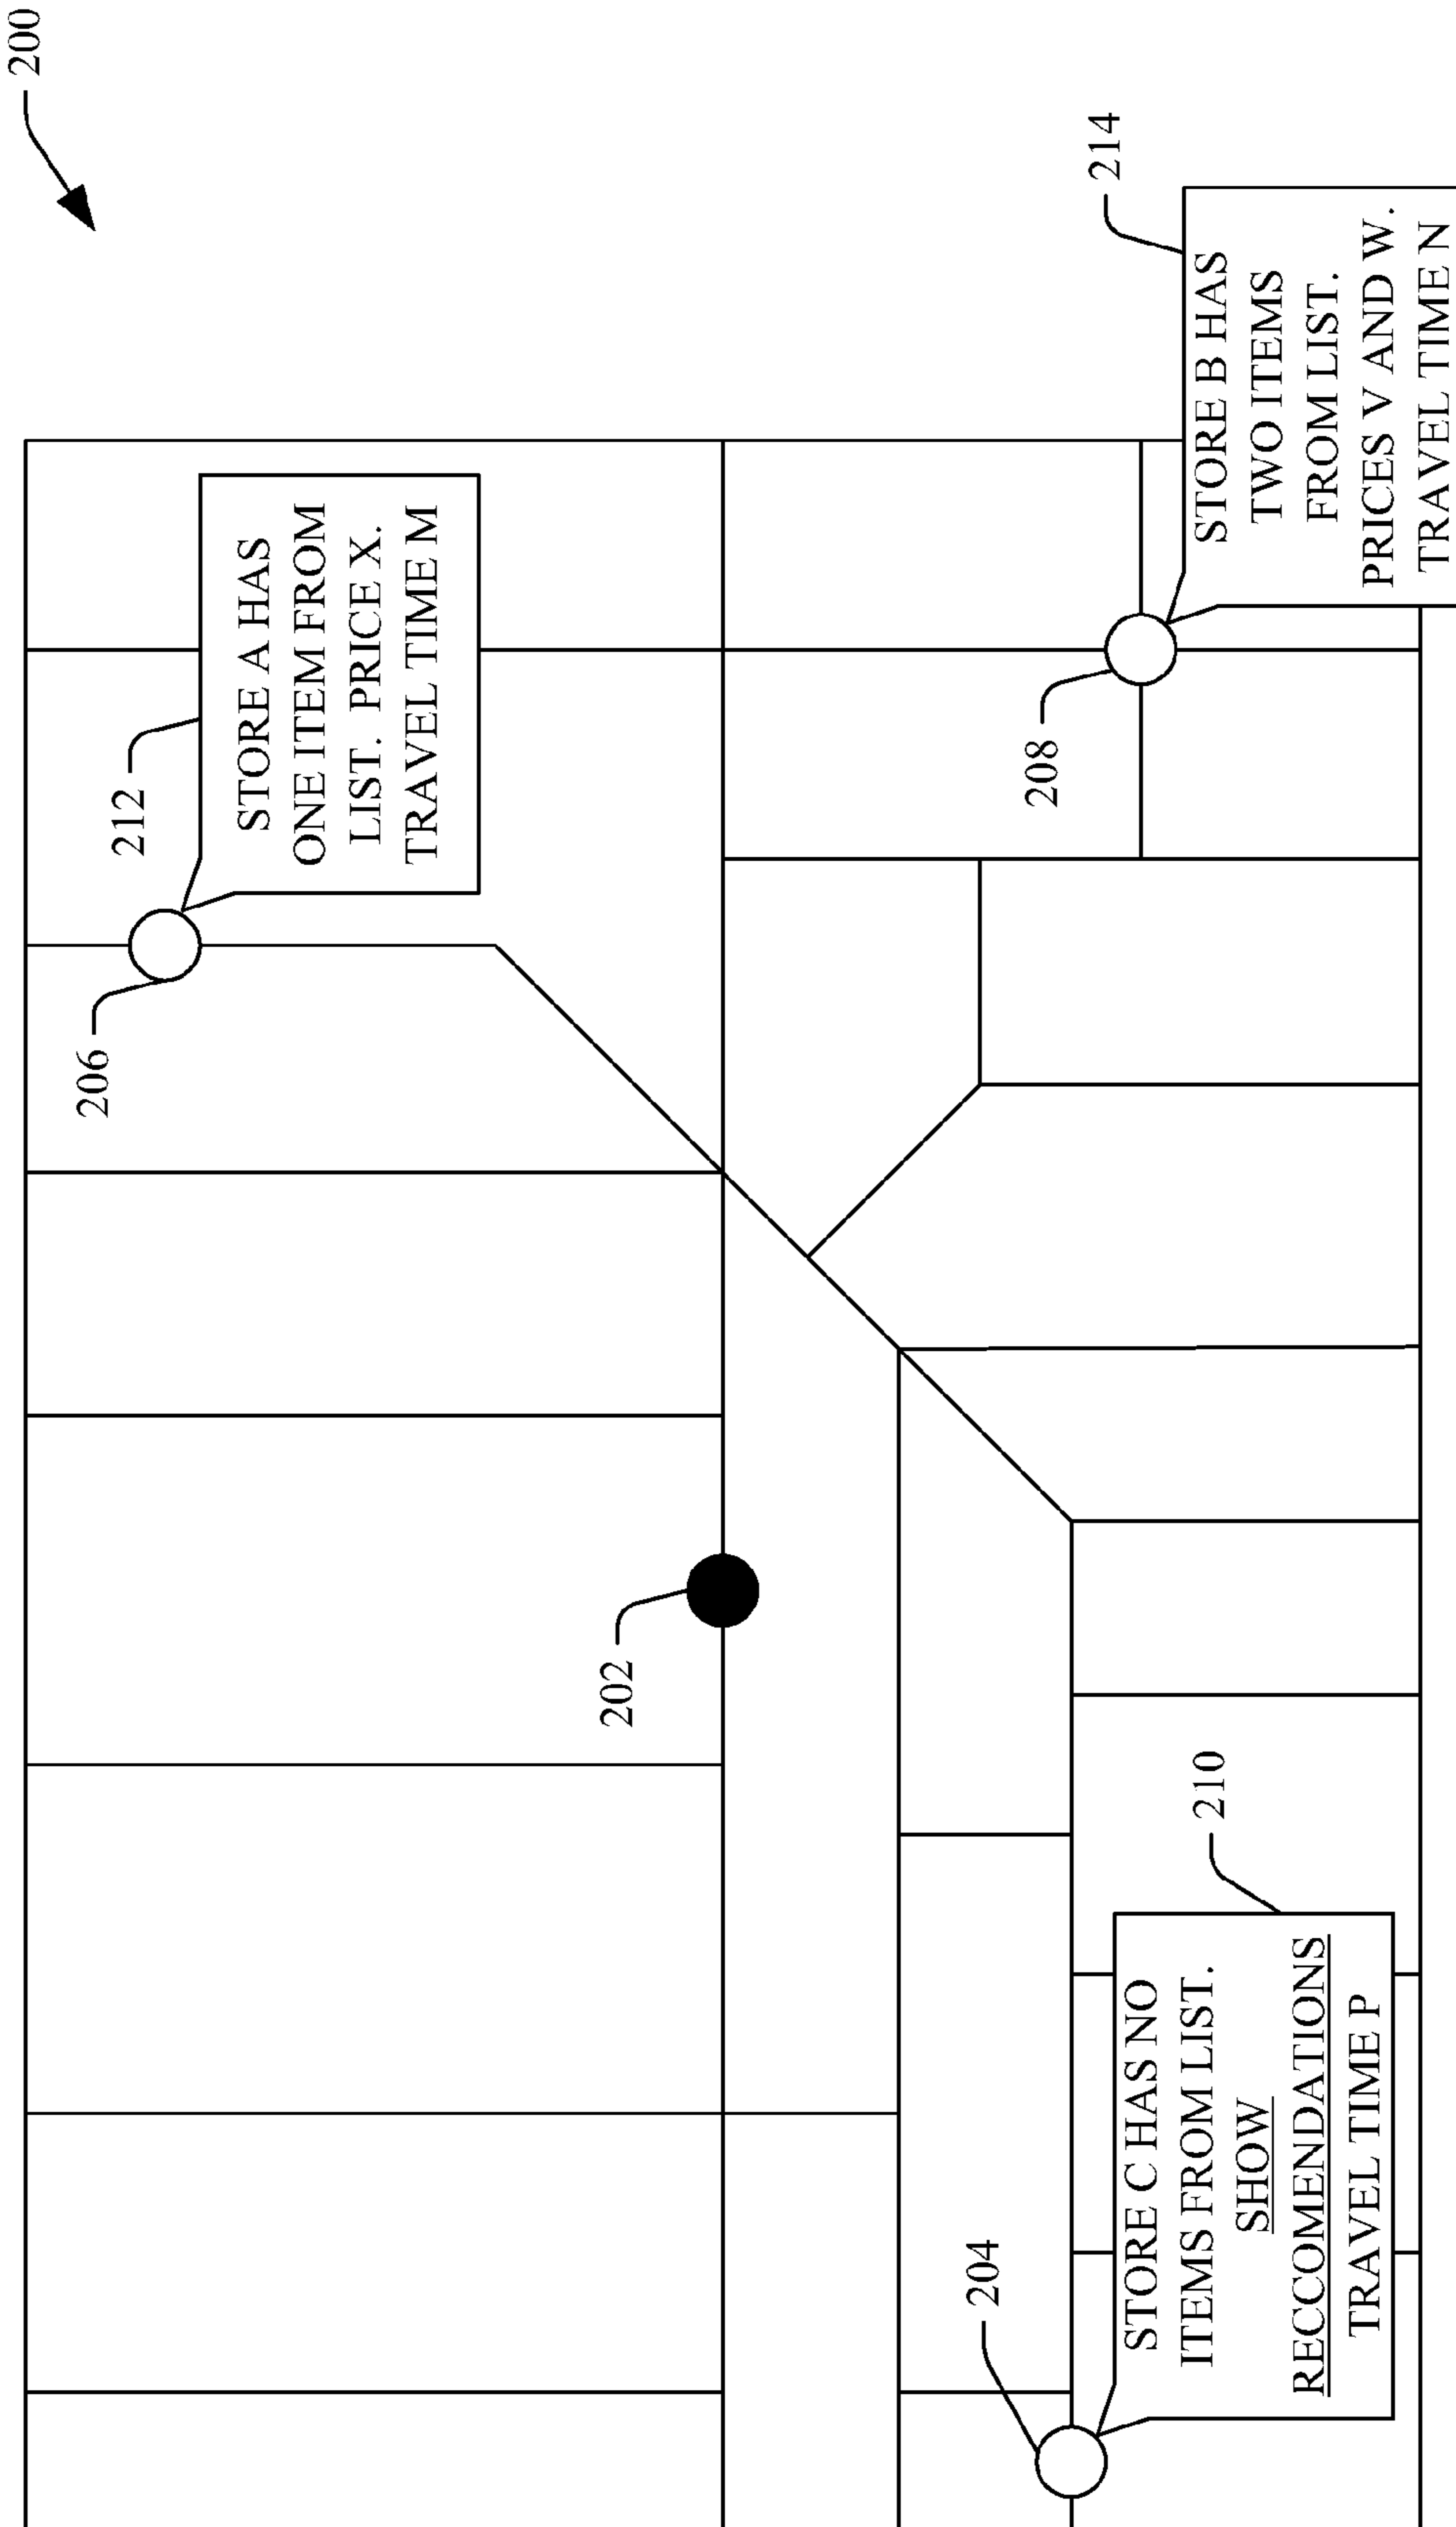 200
212
STORE A HAS
ONE ITEM FROM
LIST. PRICE X.
TRAVEL TIME M
206
202
214
STORE B HAS
TWO ITEMS
FROM LIST.
PRICES V AND W.
TRAVEL TIME N
208
204
STORE C HAS NO
ITEMS FROM LIST.
SHOW
RECCOMENDATIONS
TRAVEL TIME P
210